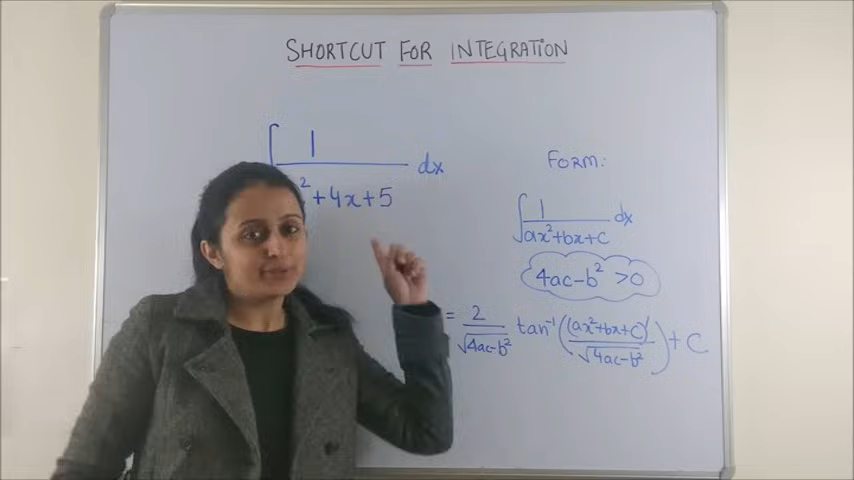 SHORTCUT FOR INTEGRATION
∫ 1
dx
² +4x+5
FORM:
∫ 1 dx
ax²+bx+c
4ac-b² >0
= 2/√4ac-b² tan⁻¹((ax²+bx+c)'/√4ac-b²) + C